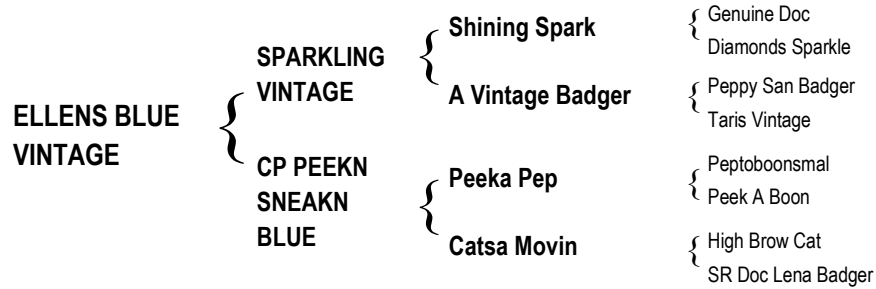 Shining Spark
Genuine Doc
Diamonds Sparkle
SPARKLING
VINTAGE
A Vintage Badger
Peppy San Badger
Taris Vintage
ELLENS BLUE
VINTAGE
CP PEEKN
SNEAKN
BLUE
Peeka Pep
Peptoboonsmal
Peek A Boon
Catsa Movin
High Brow Cat
SR Doc Lena Badger